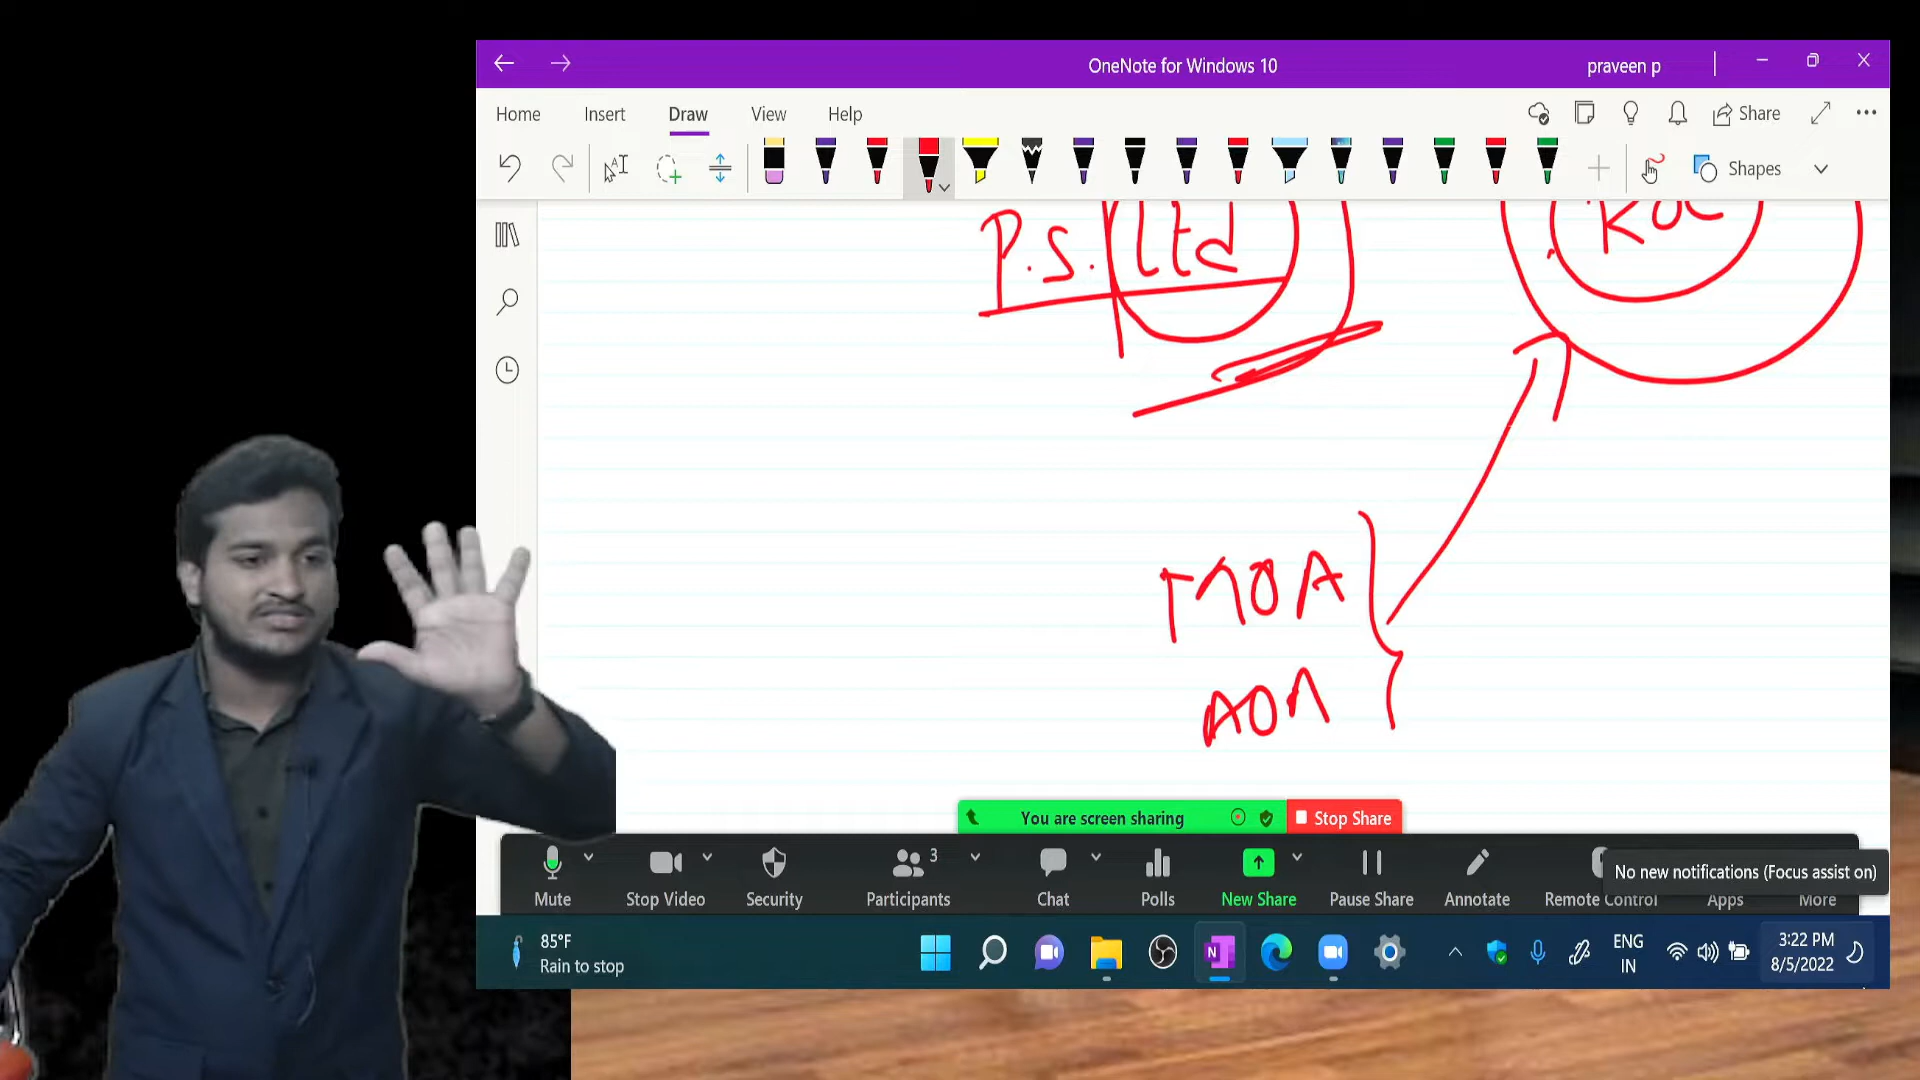 OneNote for Windows 10
praveen p
Home
Insert
Draw
View
Help
Share
Shapes
P.S. Ltd
ROC
MOA
AOA
You are screen sharing
Stop Share
3
Mute
Stop Video
Security
Participants
Chat
Polls
New Share
Pause Share
Annotate
Remote Control
Apps
More
No new notifications (Focus assist on)
85°F
Rain to stop
N
ENG
IN
3:22 PM
8/5/2022